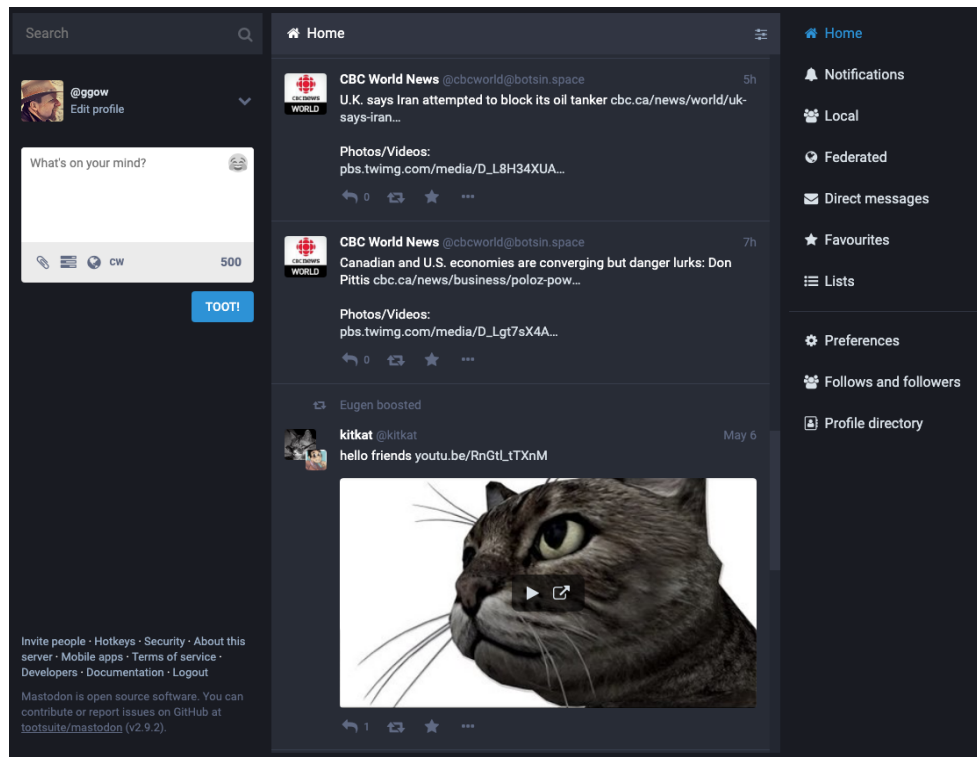 Search
@ggow
Edit profile
What's on your mind?
CW
500
TOOT!
Invite people · Hotkeys · Security · About this
server · Mobile apps · Terms of service ·
Developers · Documentation · Logout
Mastodon is open source software. You can
contribute or report issues on GitHub at
tootsuite/mastodon (v2.9.2).
Home
CBC NEWS
WORLD
CBC World News @cbcworld@botsin.space 5h
U.K. says Iran attempted to block its oil tanker cbc.ca/news/world/uk-
says-iran…
Photos/Videos:
pbs.twimg.com/media/D_L8H34XUA…
0
CBC NEWS
WORLD
CBC World News @cbcworld@botsin.space 7h
Canadian and U.S. economies are converging but danger lurks: Don
Pittis cbc.ca/news/business/poloz-pow…
Photos/Videos:
pbs.twimg.com/media/D_Lgt7sX4A…
0
Eugen boosted
kitkat @kitkat May 6
hello friends youtu.be/RnGtl_tTXnM
1
Home
Notifications
Local
Federated
Direct messages
Favourites
Lists
Preferences
Follows and followers
Profile directory